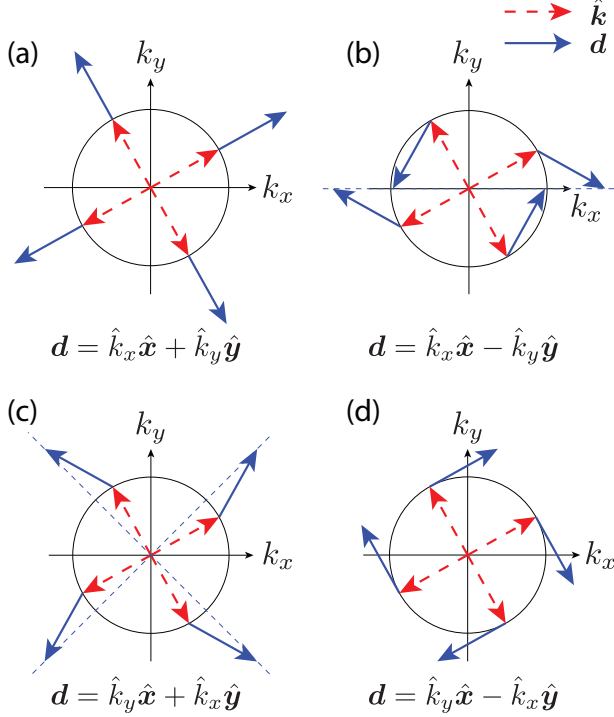 k̂
d
(a)
k_y
k_x
d = k̂_x x̂ + k̂_y ŷ
(b)
k_y
k_x
d = k̂_x x̂ − k̂_y ŷ
(c)
k_y
k_x
d = k̂_y x̂ + k̂_x ŷ
(d)
k_y
k_x
d = k̂_y x̂ − k̂_x ŷ